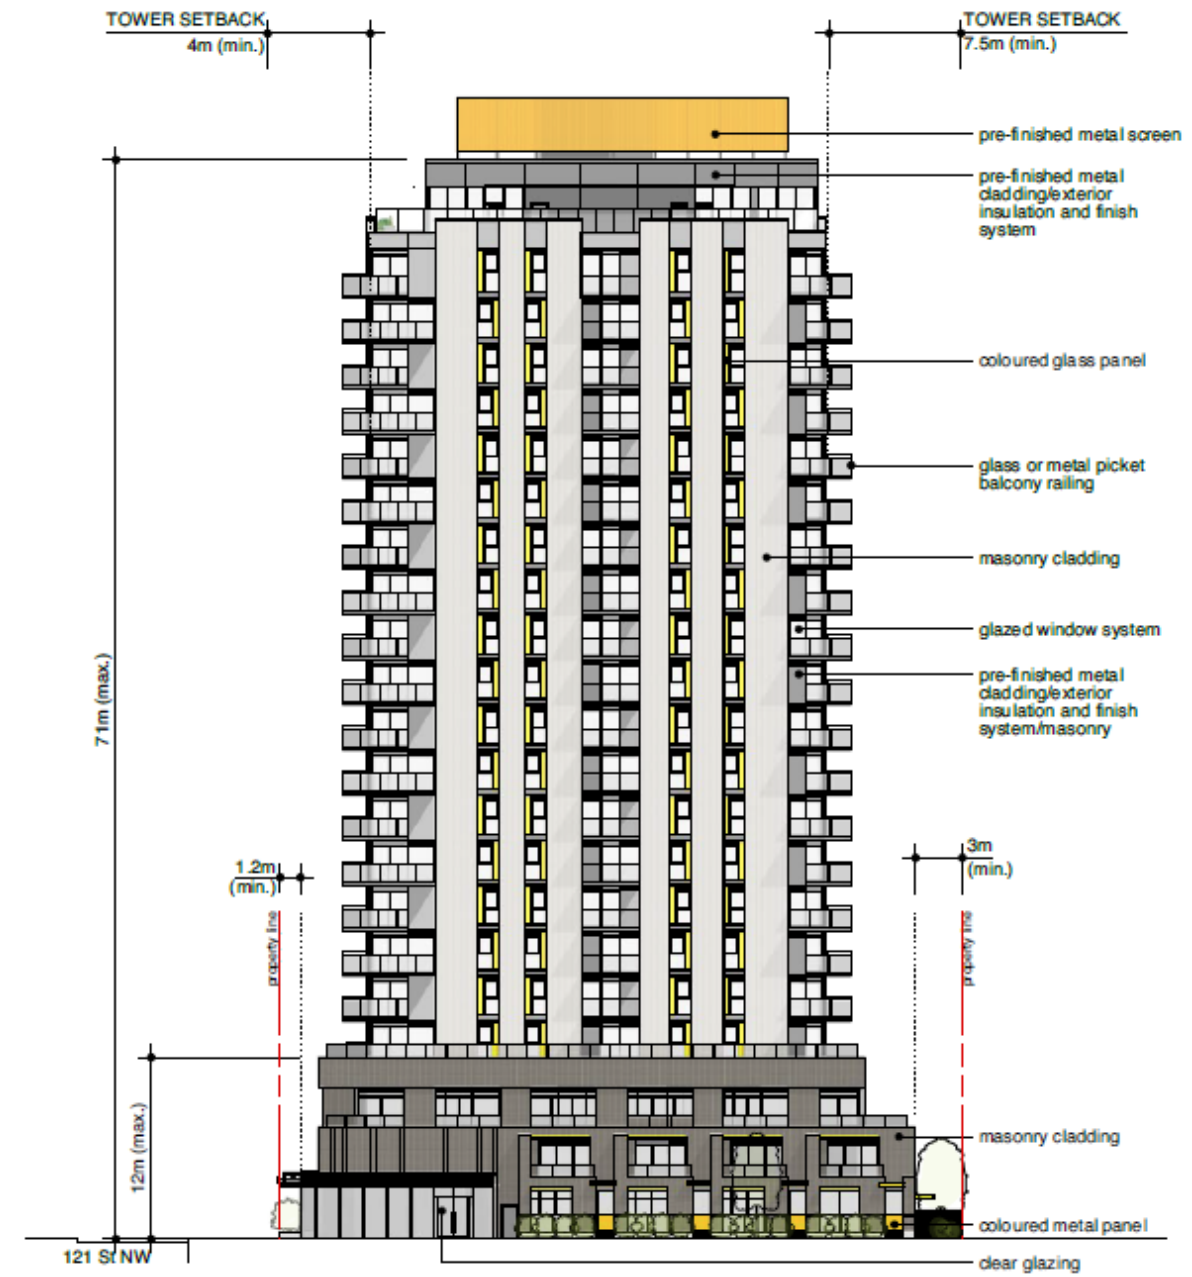 TOWER SETBACK
4m (min.)
TOWER SETBACK
7.5m (min.)
pre-finished metal screen
pre-finished metal
cladding/exterior
insulation and finish
system
coloured glass panel
glass or metal picket
balcony railing
masonry cladding
glazed window system
pre-finished metal
cladding/exterior
insulation and finish
system/masonry
71m (max.)
1.2m
(min.)
3m
(min.)
property line
property line
12m (max.)
masonry cladding
coloured metal panel
121 St NW
clear glazing